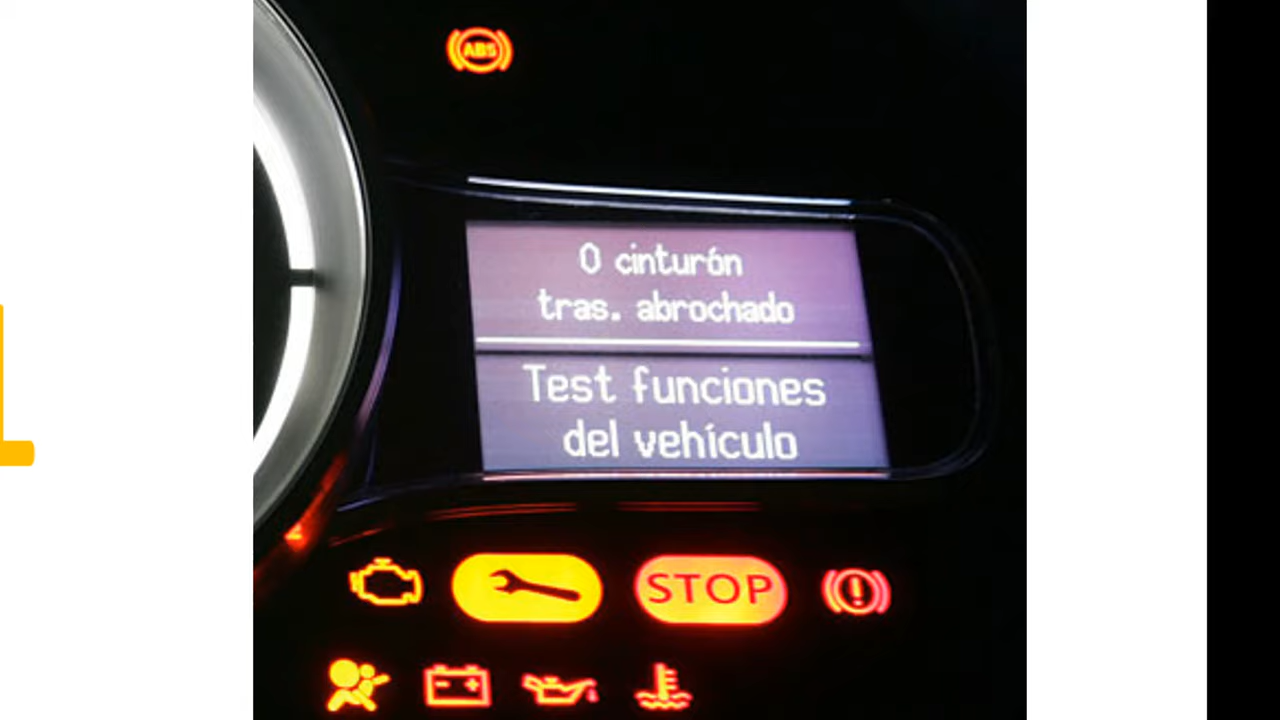 ABS
0 cinturón
tras. abrochado
Test funciones
del vehículo
STOP